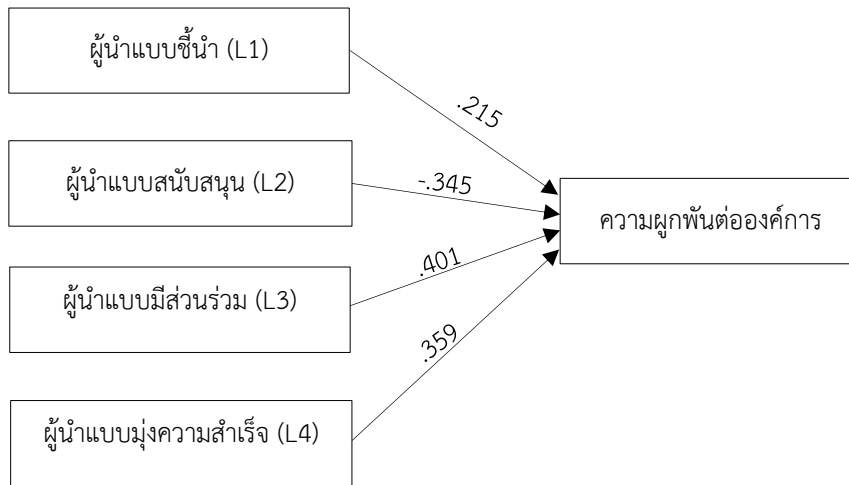 ผู้นำแบบชี้นำ (L1)
.215
ผู้นำแบบสนับสนุน (L2)
-.345
ความผูกพันต่อองค์การ
ผู้นำแบบมีส่วนร่วม (L3)
.401
.359
ผู้นำแบบมุ่งความสำเร็จ (L4)